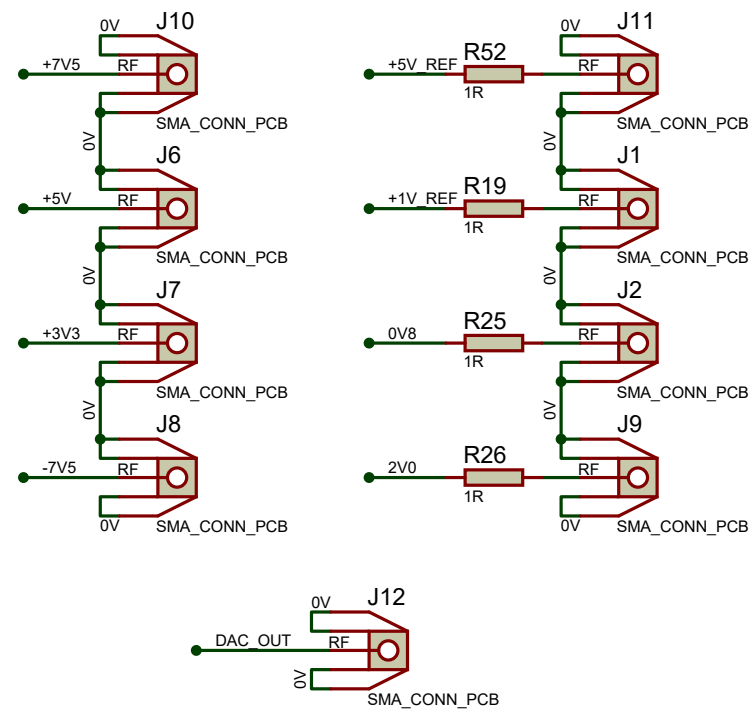 J10
0V
+7V5
RF
SMA_CONN_PCB
0V
J6
+5V
RF
SMA_CONN_PCB
0V
J7
+3V3
RF
SMA_CONN_PCB
0V
J8
-7V5
RF
0V
SMA_CONN_PCB
J11
0V
R52
+5V_REF
RF
1R
SMA_CONN_PCB
0V
J1
R19
+1V_REF
RF
1R
SMA_CONN_PCB
0V
J2
R25
0V8
RF
1R
SMA_CONN_PCB
0V
J9
R26
2V0
RF
1R
0V
SMA_CONN_PCB
J12
0V
DAC_OUT
RF
0V
SMA_CONN_PCB